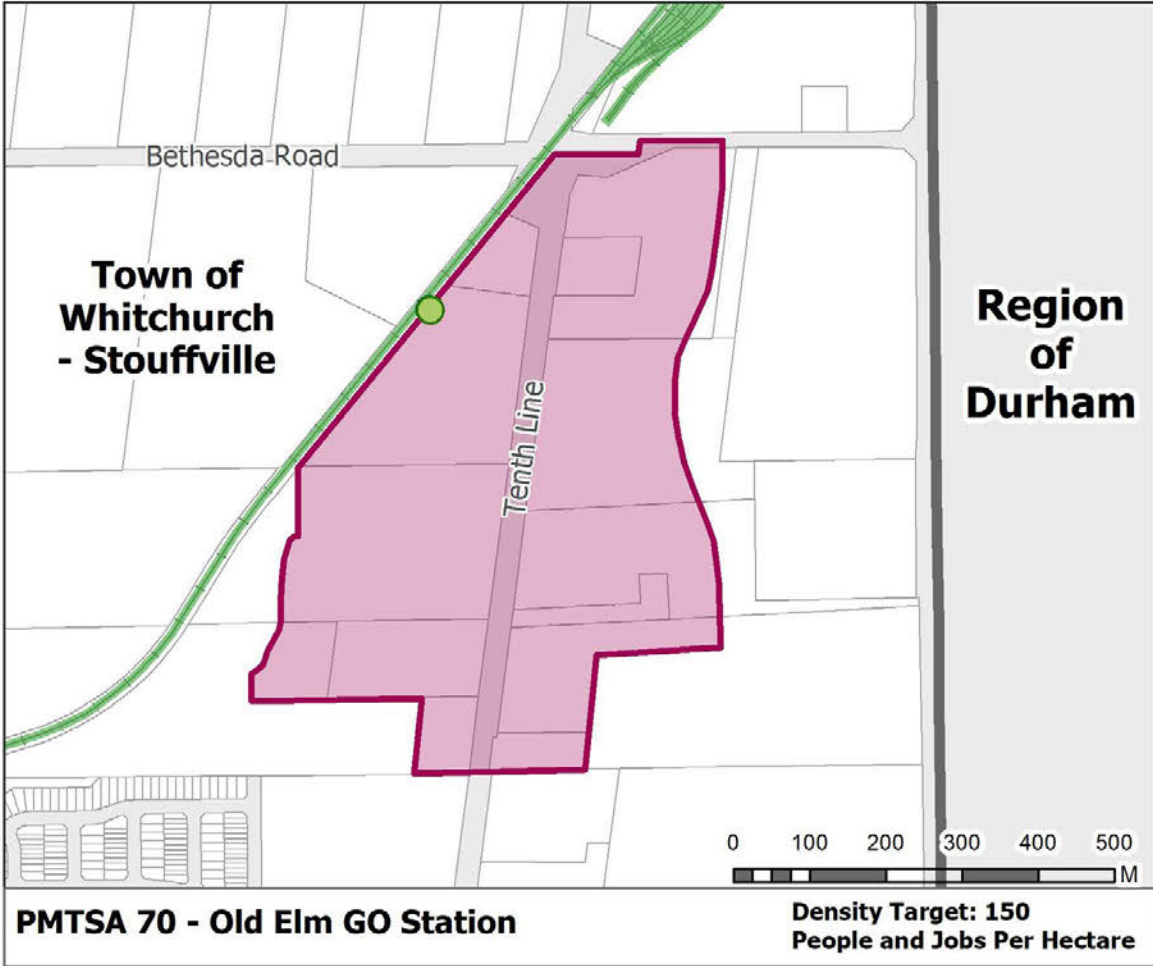 Bethesda Road
Town of
Whitchurch
- Stouffville
Region
of
Durham
Tenth Line
0 100 200 300 400 500
M
PMTSA 70 - Old Elm GO Station
Density Target: 150
People and Jobs Per Hectare